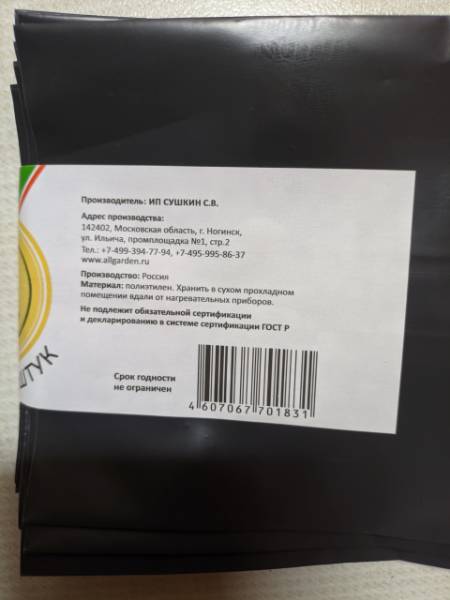 Производитель: ИП СУШКИН С.В.
Адрес производства:
142402, Московская область, г. Ногинск,
ул. Ильича, промплощадка №1, стр.2
Тел.: +7-499-394-77-94, +7-495-995-86-37
www.allgarden.ru
Производство: Россия
Материал: полиэтилен. Хранить в сухом прохладном
помещении вдали от нагревательных приборов.
Не подлежит обязательной сертификации
и декларированию в системе сертификации ГОСТ Р
ШТУК
Срок годности
не ограничен
4 607067 701831